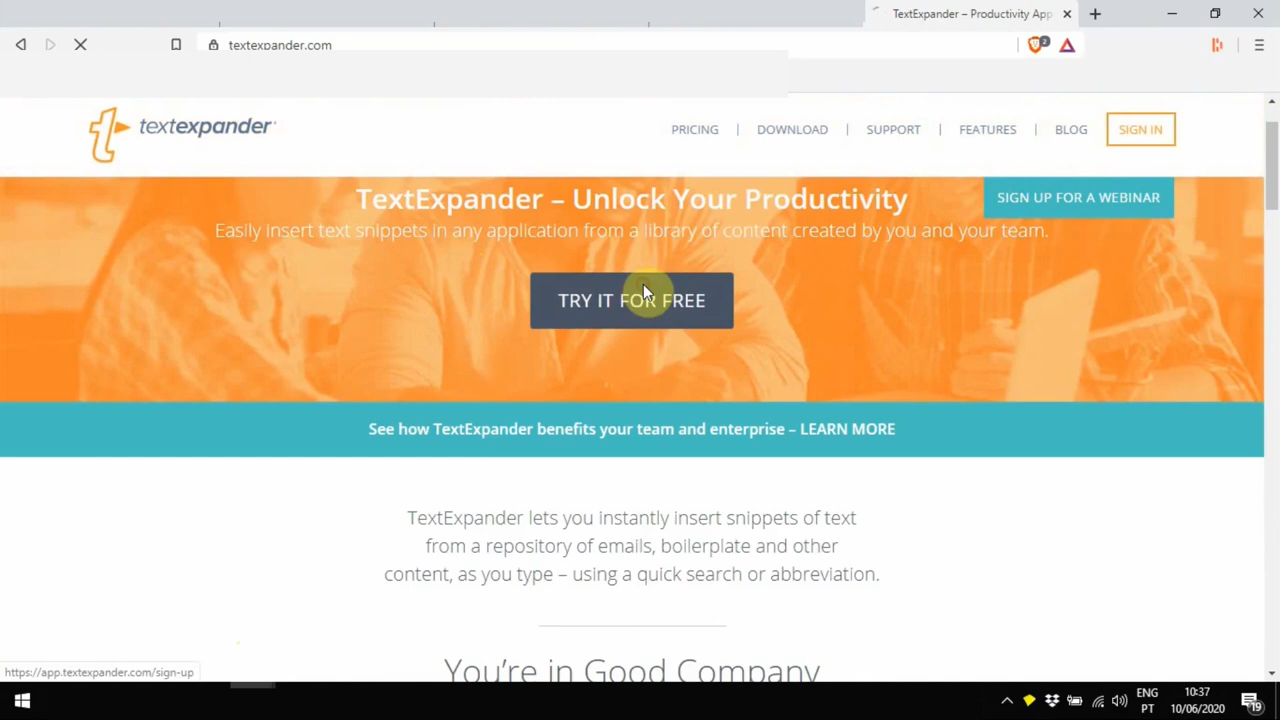 TextExpander – Productivity App
textexpander.com
2
textexpander
PRICING | DOWNLOAD | SUPPORT | FEATURES | BLOG
SIGN IN
TextExpander – Unlock Your Productivity
SIGN UP FOR A WEBINAR
Easily insert text snippets in any application from a library of content created by you and your team.
TRY IT FOR FREE
See how TextExpander benefits your team and enterprise – LEARN MORE
TextExpander lets you instantly insert snippets of text
from a repository of emails, boilerplate and other
content, as you type – using a quick search or abbreviation.
You're in Good Company
https://app.textexpander.com/sign-up
ENG
PT
10:37
10/06/2020
19